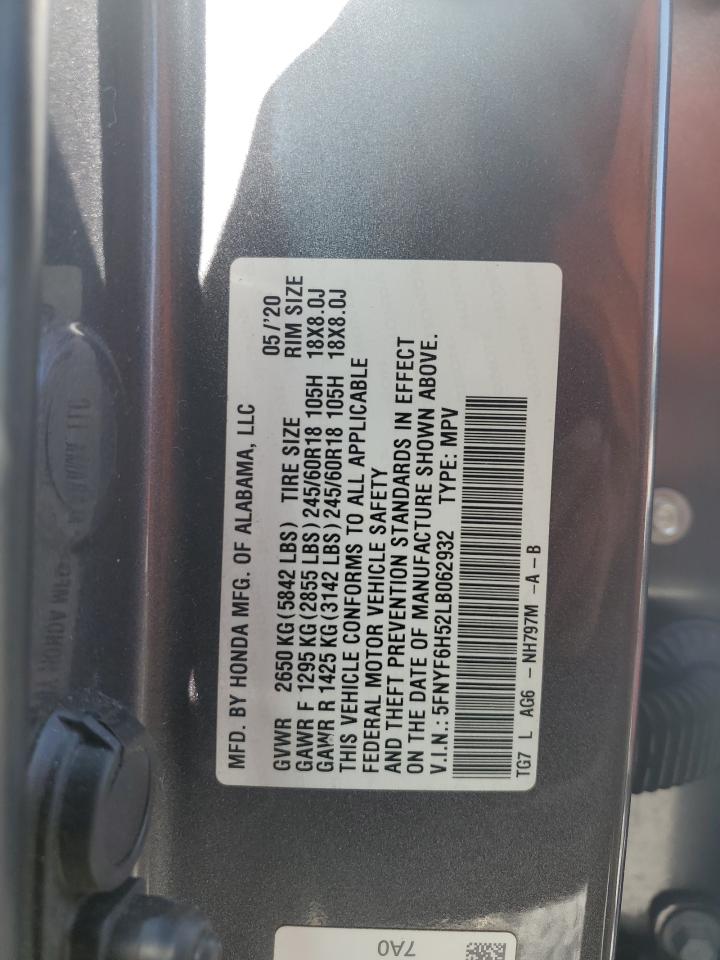 MFD. BY HONDA MFG. OF ALABAMA, LLC
05/'20
GVWR 2650 KG (5842 LBS) TIRE SIZE RIM SIZE
GAWR F 1295 KG (2855 LBS) 245/60R18 105H 18X8.0J
GAWR R 1425 KG (3142 LBS) 245/60R18 105H 18X8.0J
THIS VEHICLE CONFORMS TO ALL APPLICABLE
FEDERAL MOTOR VEHICLE SAFETY
AND THEFT PREVENTION STANDARDS IN EFFECT
ON THE DATE OF MANUFACTURE SHOWN ABOVE.
V.I.N.: 5FNYF6H52LB062932 TYPE: MPV
TG7 L AG6 - NH797M - A - B
7A0